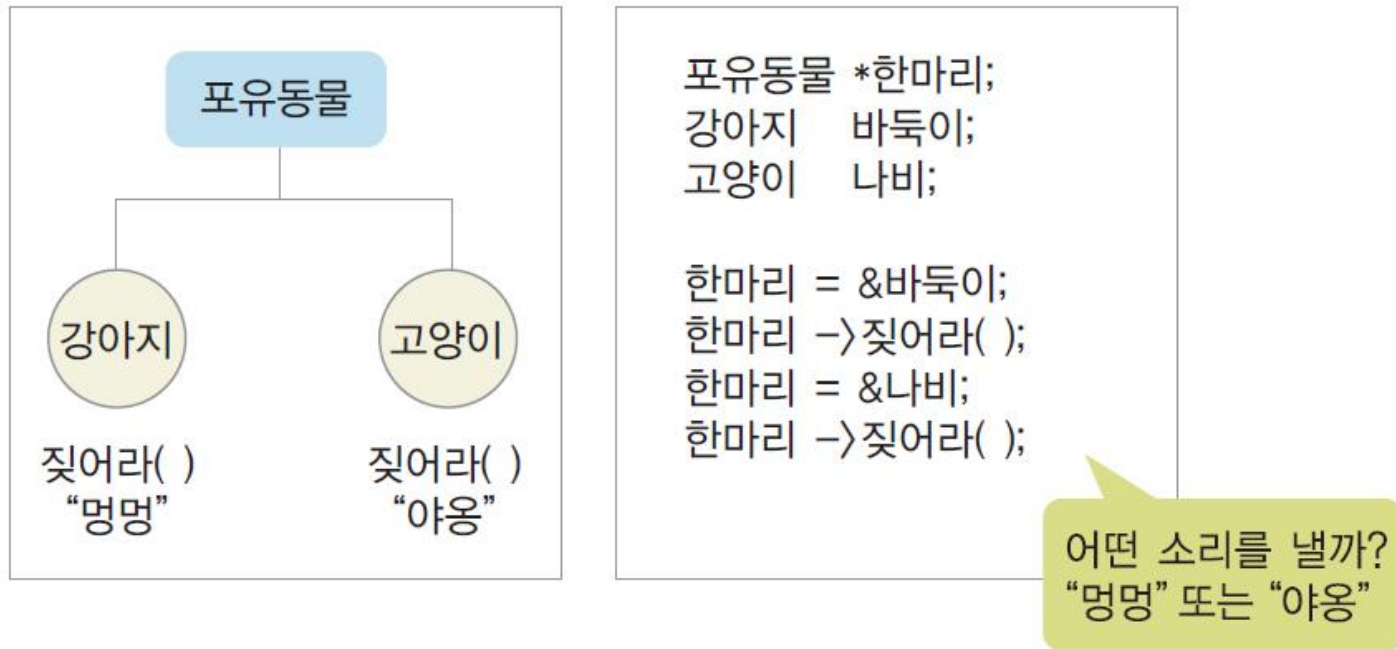 포유동물
강아지
고양이
짖어라( )
“멍멍”
짖어라( )
“야옹”
포유동물 *한마리;
강아지 바둑이;
고양이 나비;
한마리 = &바둑이;
한마리 –>짖어라( );
한마리 = &나비;
한마리 –>짖어라( );
어떤 소리를 낼까?
“멍멍” 또는 “야옹”